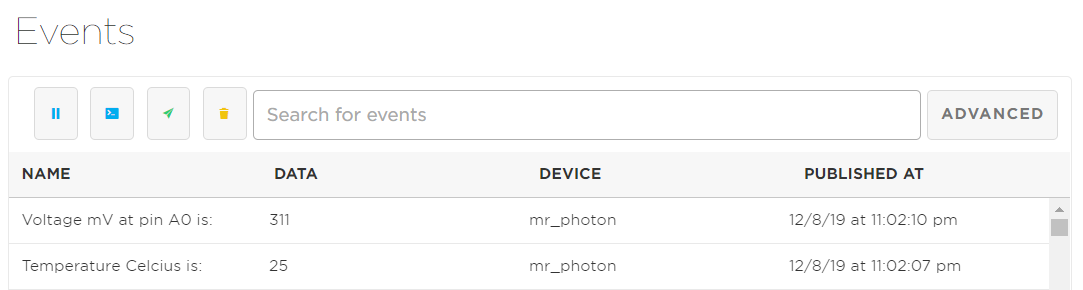 Events
Search for events
ADVANCED
NAME DATA DEVICE PUBLISHED AT
Voltage mV at pin A0 is: 311 mr_photon 12/8/19 at 11:02:10 pm
Temperature Celcius is: 25 mr_photon 12/8/19 at 11:02:07 pm